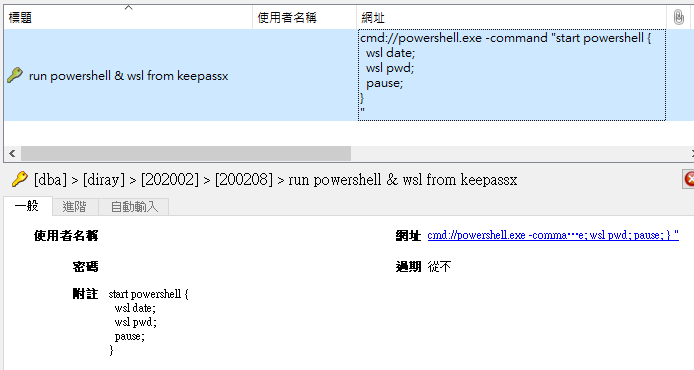 標題 使用者名稱 網址
run powershell & wsl from keepassx
cmd://powershell.exe -command "start powershell {
wsl date;
wsl pwd;
pause;
}
"
[dba] > [diray] > [202002] > [200208] > run powershell & wsl from keepassx
一般 進階 自動輸入
使用者名稱
網址 cmd://powershell.exe -comma…e; wsl pwd; pause; } "
密碼
過期 從不
附註 start powershell {
wsl date;
wsl pwd;
pause;
}